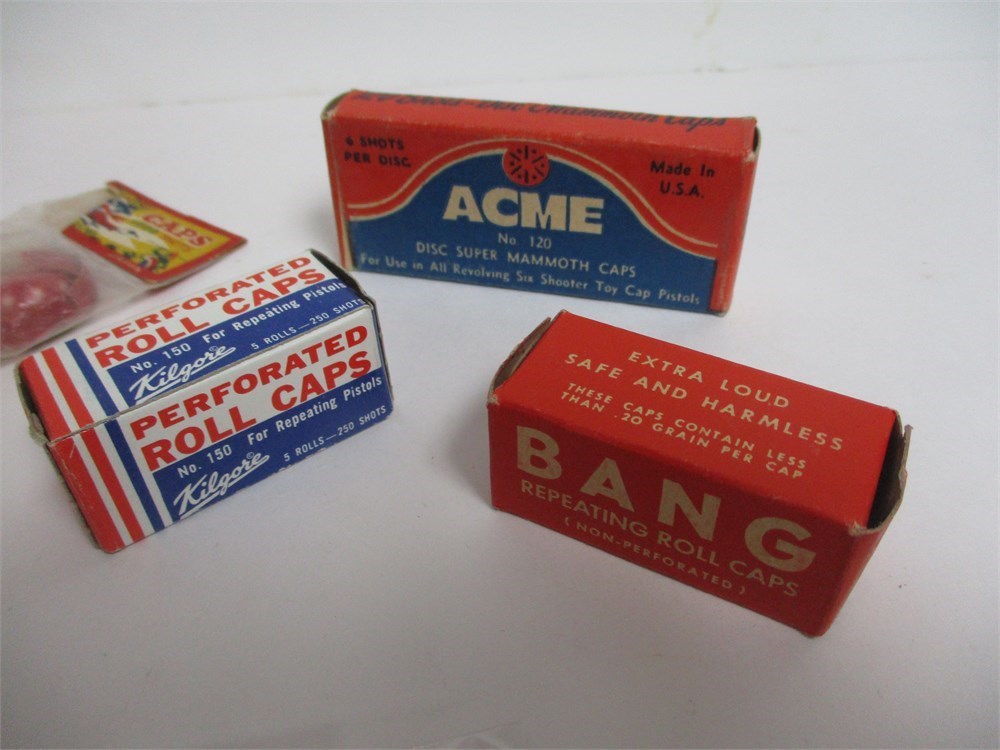 6 SHOTS
PER DISC
Made In
U.S.A.
ACME
No. 120
DISC SUPER MAMMOTH CAPS
For Use in All Revolving Six Shooter Toy Cap Pistols
CAPS
PERFORATED
ROLL CAPS
No. 150 For Repeating Pistols
Kilgore
5 ROLLS—250 SHOTS
PERFORATED
ROLL CAPS
No. 150 For Repeating Pistols
Kilgore®
5 ROLLS—250 SHOTS
EXTRA LOUD
SAFE AND HARMLESS
THESE CAPS CONTAIN LESS
THAN .20 GRAIN PER CAP
BANG
REPEATING ROLL CAPS
(NON-PERFORATED)